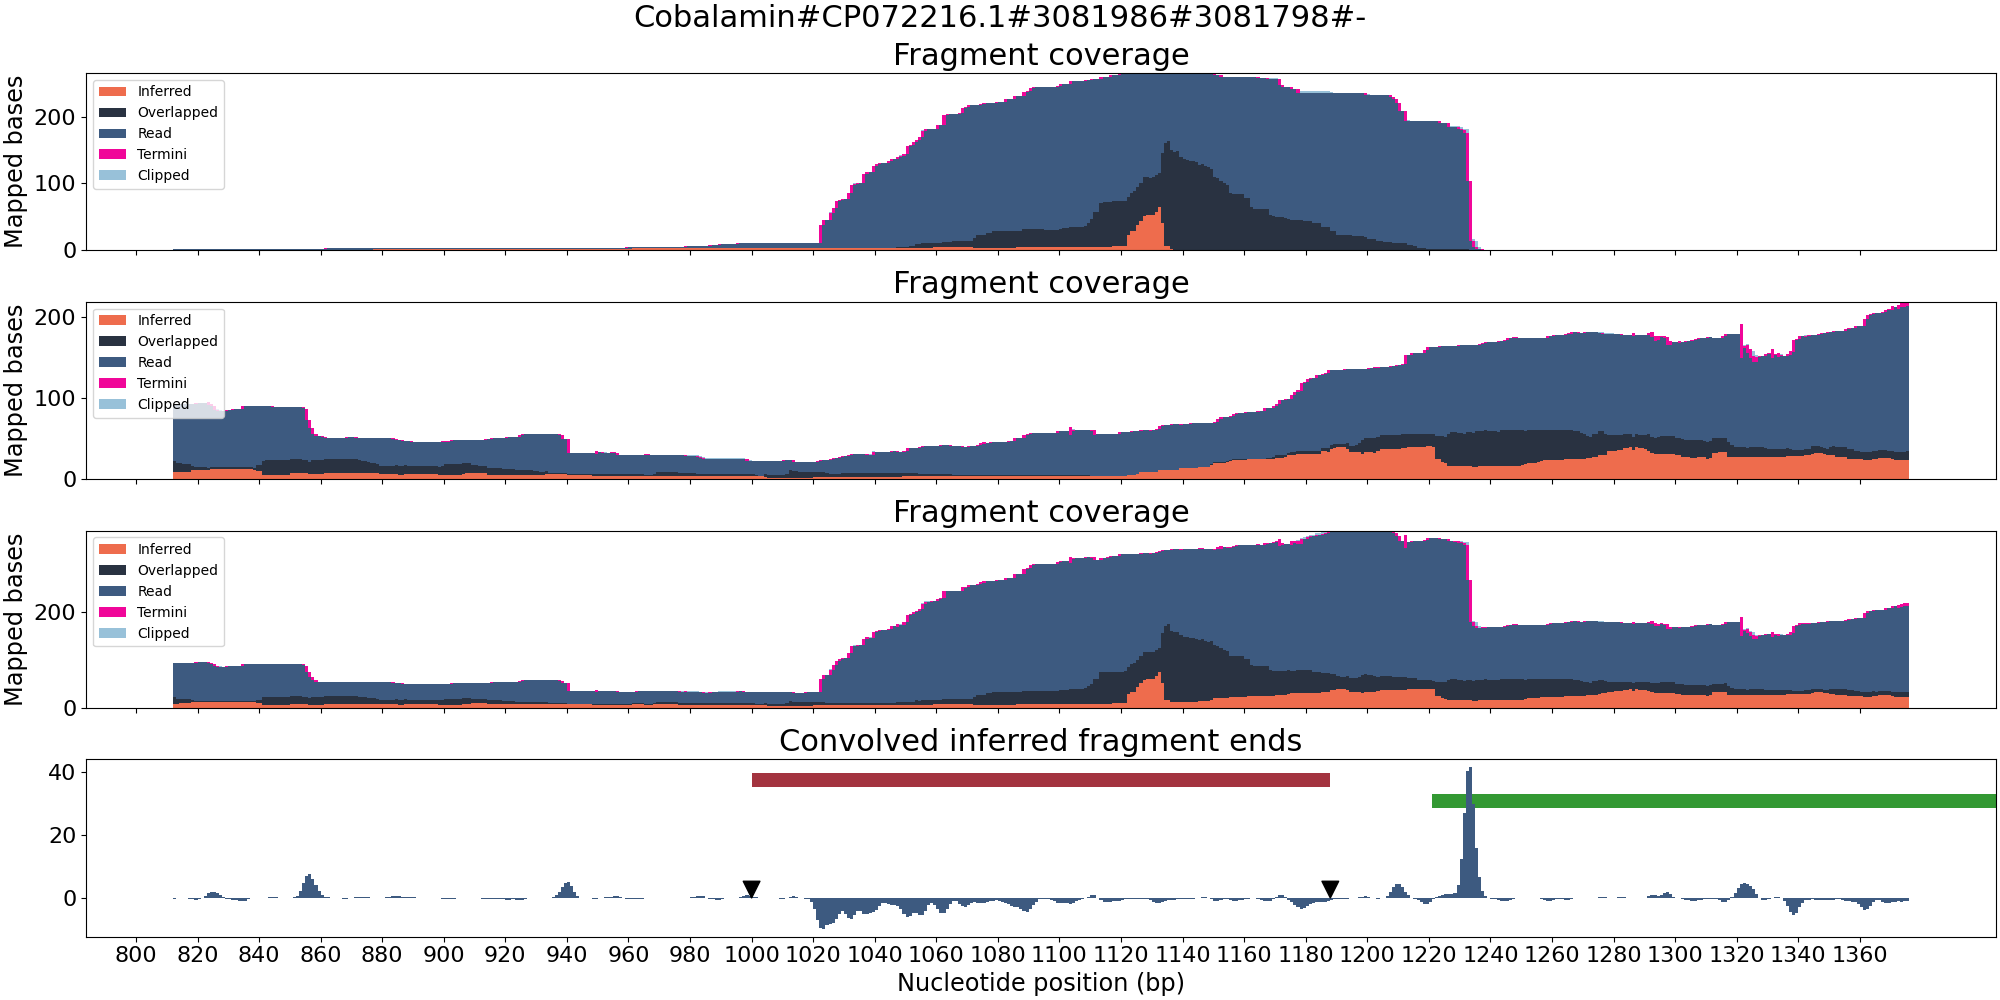 Cobalamin#CP072216.1#3081986#3081798#-
Fragment coverage
Mapped bases
200
100
0
Inferred
Overlapped
Read
Termini
Clipped
Fragment coverage
Mapped bases
200
100
0
Inferred
Overlapped
Read
Termini
Clipped
Fragment coverage
Mapped bases
200
0
Inferred
Overlapped
Read
Termini
Clipped
Convolved inferred fragment ends
40
20
0
800 820 840 860 880 900 920 940 960 980 1000 1020 1040 1060 1080 1100 1120 1140 1160 1180 1200 1220 1240 1260 1280 1300 1320 1340 1360
Nucleotide position (bp)